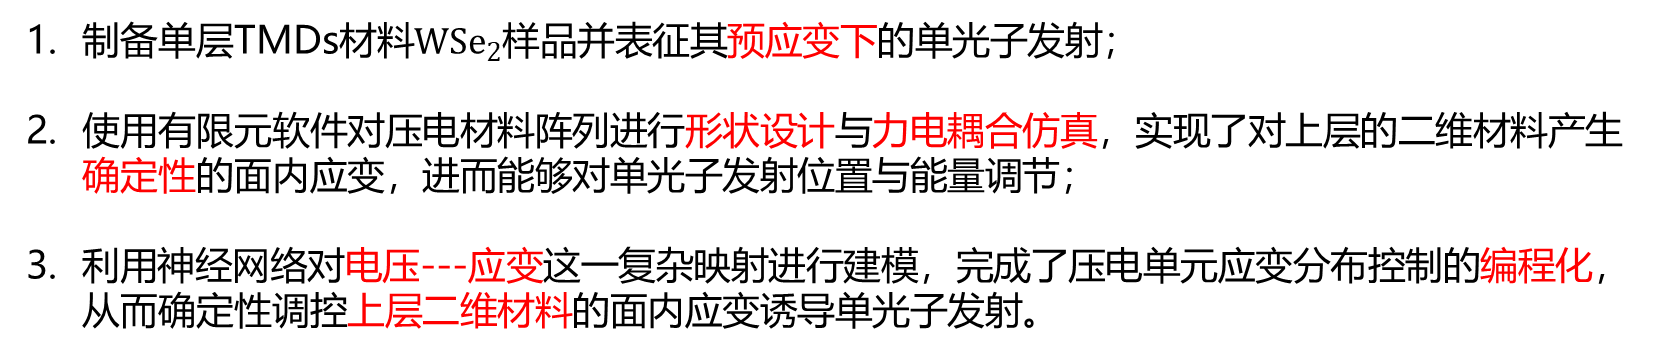 1. 制备单层TMDs材料WSe₂样品并表征其预应变下的单光子发射；
2. 使用有限元软件对压电材料阵列进行形状设计与力电耦合仿真，实现了对上层的二维材料产生
确定性的面内应变，进而能够对单光子发射位置与能量调节；
3. 利用神经网络对电压---应变这一复杂映射进行建模，完成了压电单元应变分布控制的编程化，
从而确定性调控上层二维材料的面内应变诱导单光子发射。